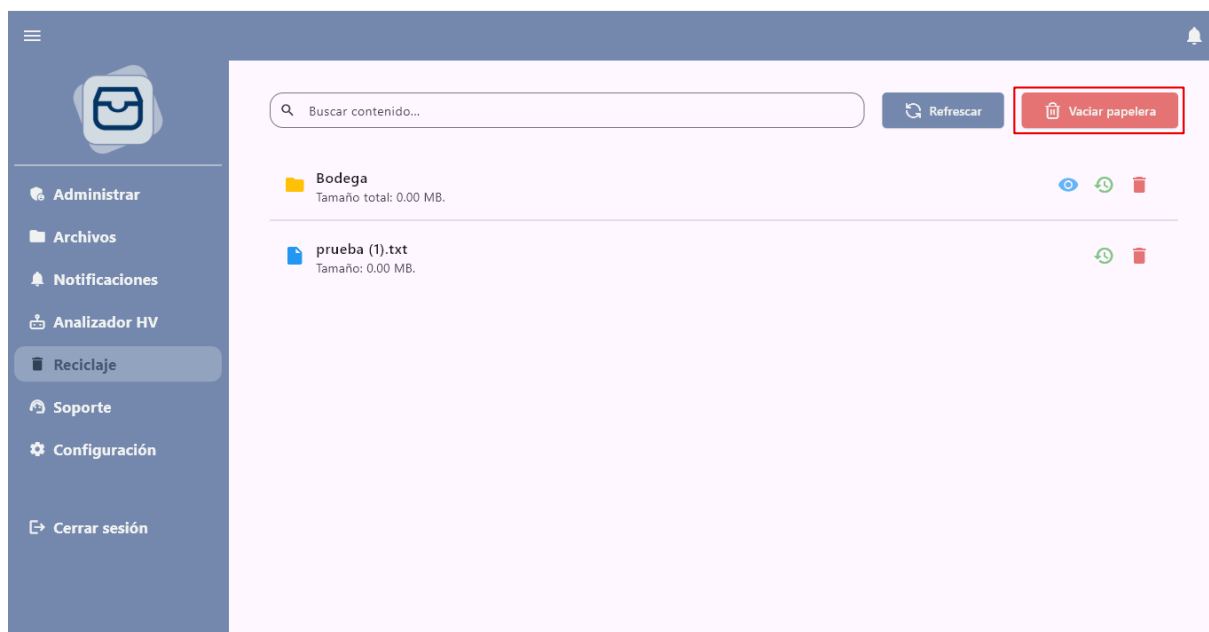 Buscar contenido...
Refrescar
Vaciar papelera
Administrar
Archivos
Notificaciones
Analizador HV
Reciclaje
Soporte
Configuración
Cerrar sesión
Bodega
Tamaño total: 0.00 MB.
prueba (1).txt
Tamaño: 0.00 MB.